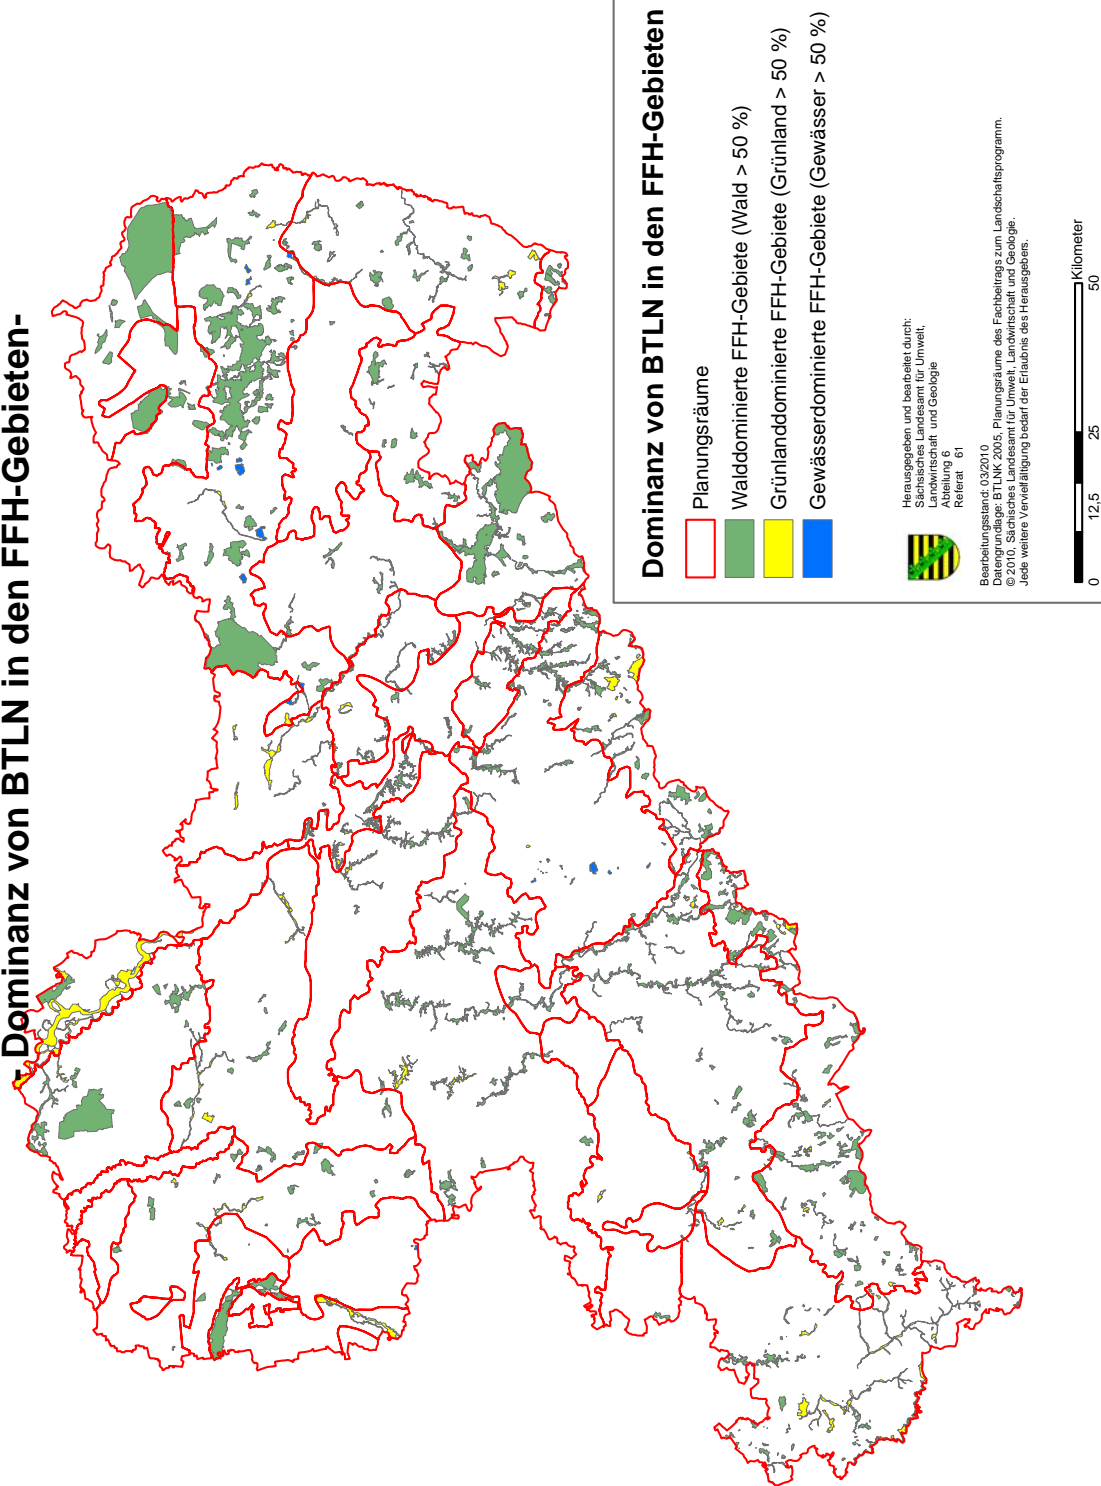 - Dominanz von BTLN in den FFH-Gebieten-
Dominanz von BTLN in den FFH-Gebieten
Planungsräume
Walddominierte FFH-Gebiete (Wald > 50 %)
Grünlanddominierte FFH-Gebiete (Grünland > 50 %)
Gewässerdominierte FFH-Gebiete (Gewässer > 50 %)
Herausgegeben und bearbeitet durch:
Sächsisches Landesamt für Umwelt,
Landwirtschaft und Geologie
Abteilung 6
Referat 61
Bearbeitungsstand: 03/2010
Datengrundlage: BTLNK 2005, Planungsräume des Fachbeitrags zum Landschaftsprogramm.
© 2010, Sächisches Landesamt für Umwelt, Landwirtschaft und Geologie.
Jede weitere Vervielfältigung bedarf der Erlaubnis des Herausgebers.
0 12,5 25 50
Kilometer